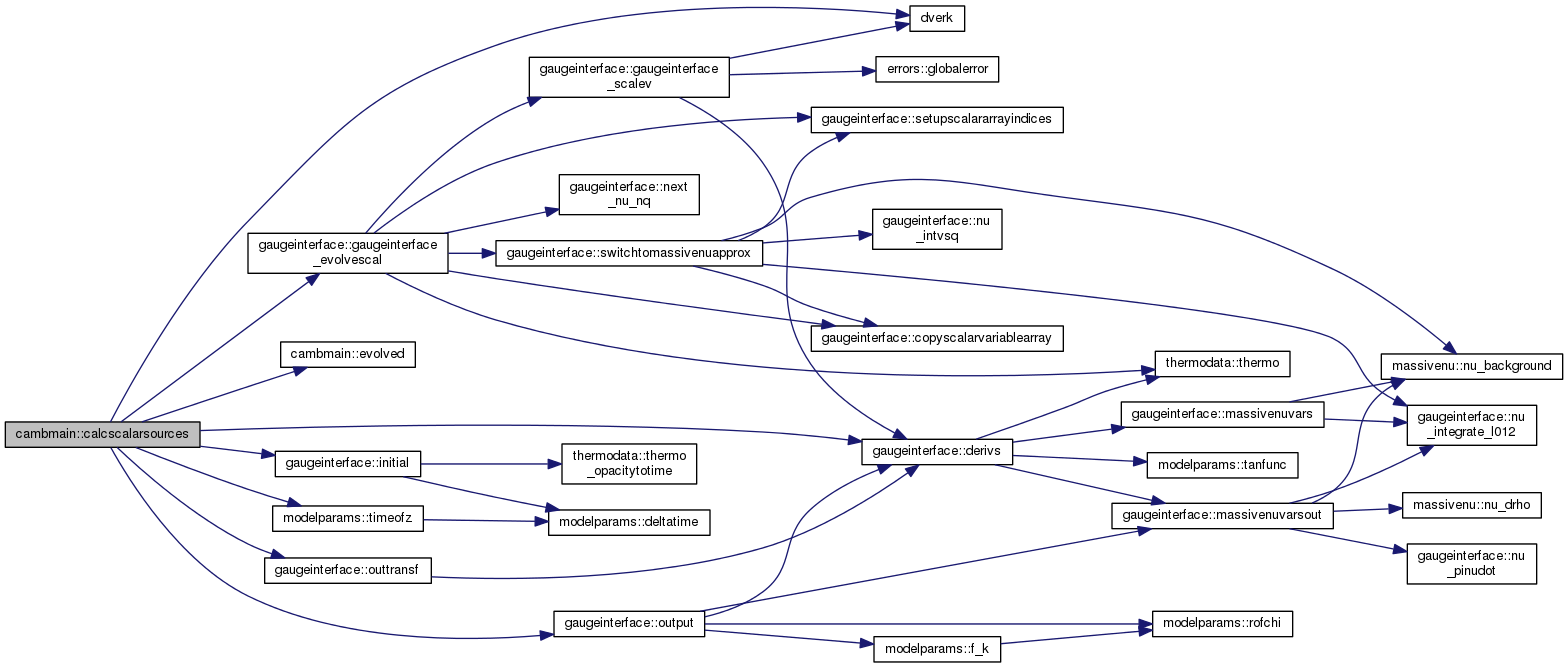 dverk
gaugeinterface::gaugeinterface
_scalev
errors::globalerror
gaugeinterface::setupscalararrayindices
gaugeinterface::next
_nu_nq
gaugeinterface::nu
_intvsq
gaugeinterface::gaugeinterface
_evolvescal
gaugeinterface::switchtomassivenuapprox
gaugeinterface::copyscalarvariablearray
cambmain::evolved
thermodata::thermo
massivenu::nu_background
gaugeinterface::massivenuvars
gaugeinterface::nu
_integrate_l012
cambmain::calcscalarsources
gaugeinterface::derivs
gaugeinterface::initial
thermodata::thermo
_opacitytotime
modelparams::tanfunc
modelparams::timeofz
modelparams::deltatime
gaugeinterface::massivenuvarsout
massivenu::nu_drho
gaugeinterface::outtransf
gaugeinterface::nu
_pinudot
gaugeinterface::output
modelparams::rofchi
modelparams::f_k